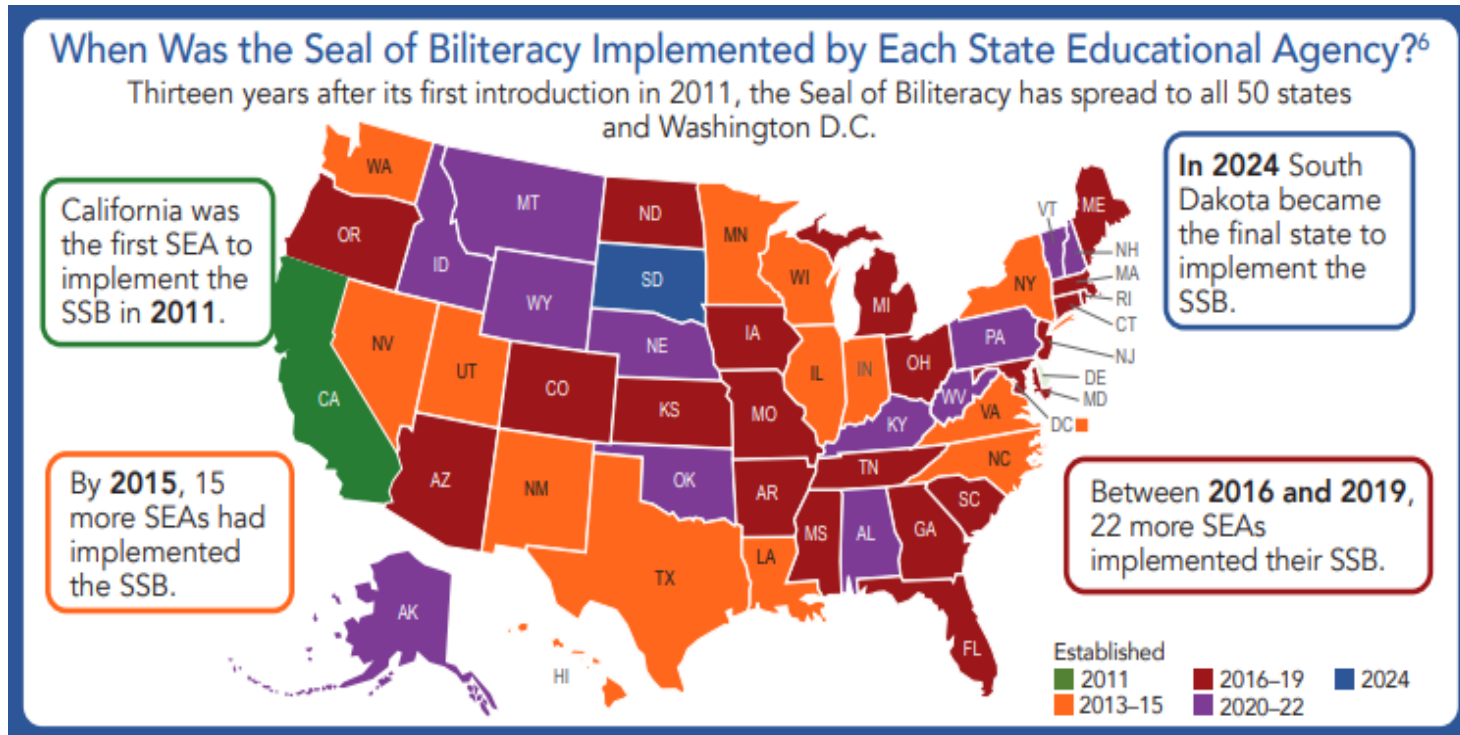 When Was the Seal of Biliteracy Implemented by Each State Educational Agency?⁶
Thirteen years after its first introduction in 2011, the Seal of Biliteracy has spread to all 50 states
and Washington D.C.
California was
the first SEA to
implement the
SSB in 2011.
In 2024 South
Dakota became
the final state to
implement the
SSB.
By 2015, 15
more SEAs had
implemented
the SSB.
Between 2016 and 2019,
22 more SEAs
implemented their SSB.
WA
OR
CA
NV
ID
MT
WY
UT
AZ
CO
NM
ND
SD
NE
KS
OK
TX
MN
IA
MO
AR
LA
WI
IL
MI
IN
OH
KY
TN
MS
AL
GA
FL
SC
NC
VA
WV
PA
NY
VT
ME
NH
MA
RI
CT
NJ
DE
MD
DC
AK
HI
Established
2011
2013–15
2016–19
2020–22
2024